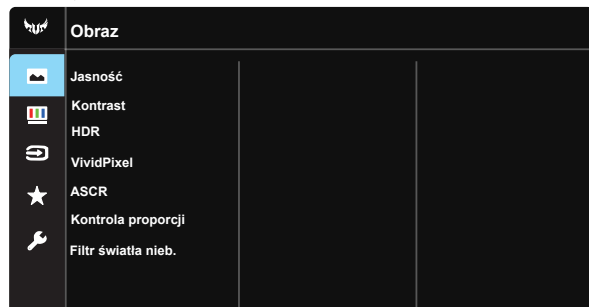 Obraz
Jasność
Kontrast
HDR
VividPixel
ASCR
Kontrola proporcji
Filtr światła nieb.